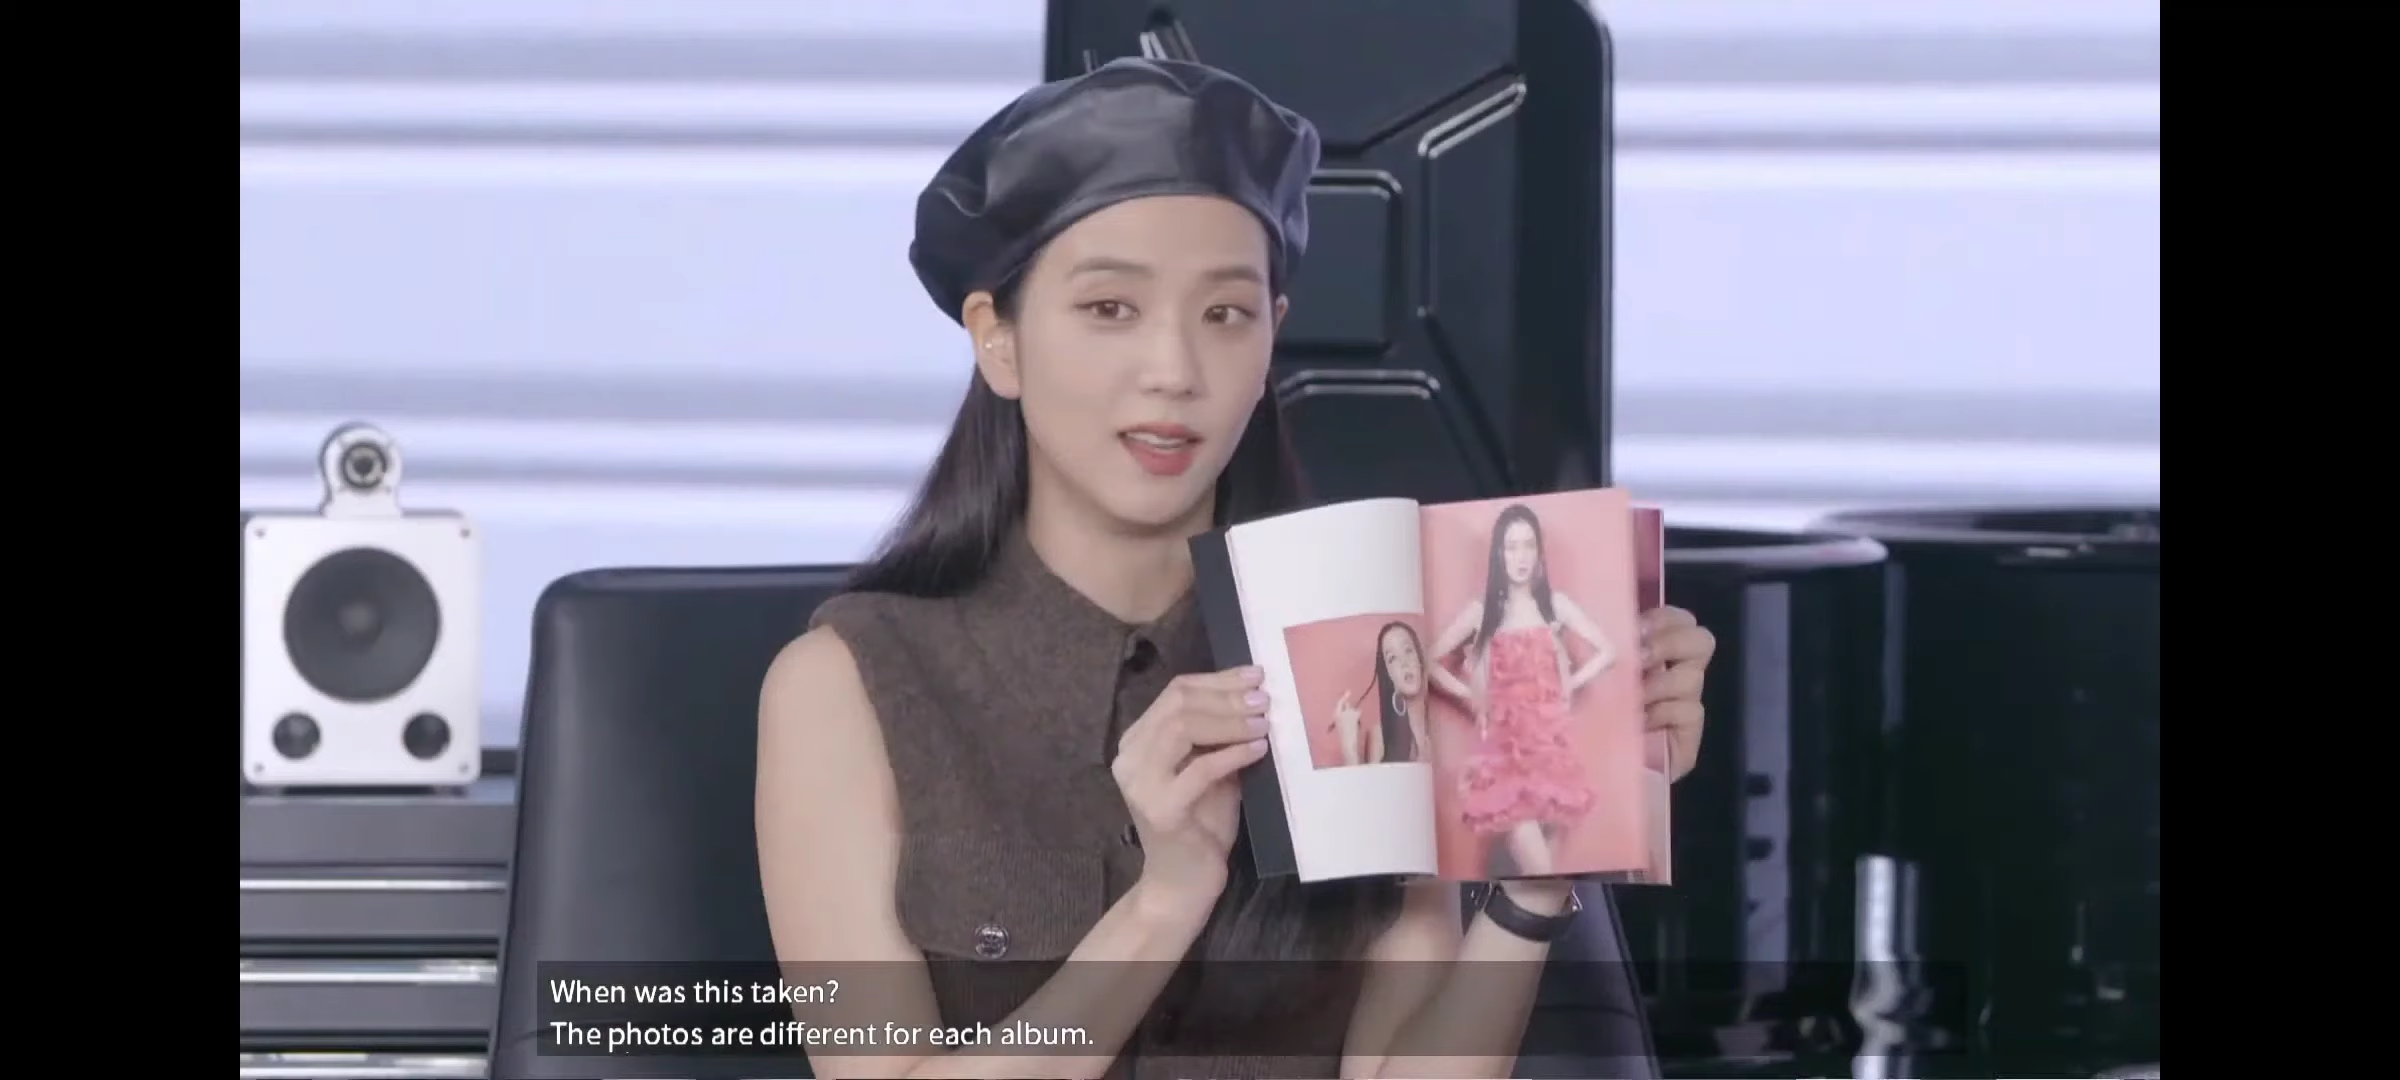 When was this taken?
The photos are different for each album.